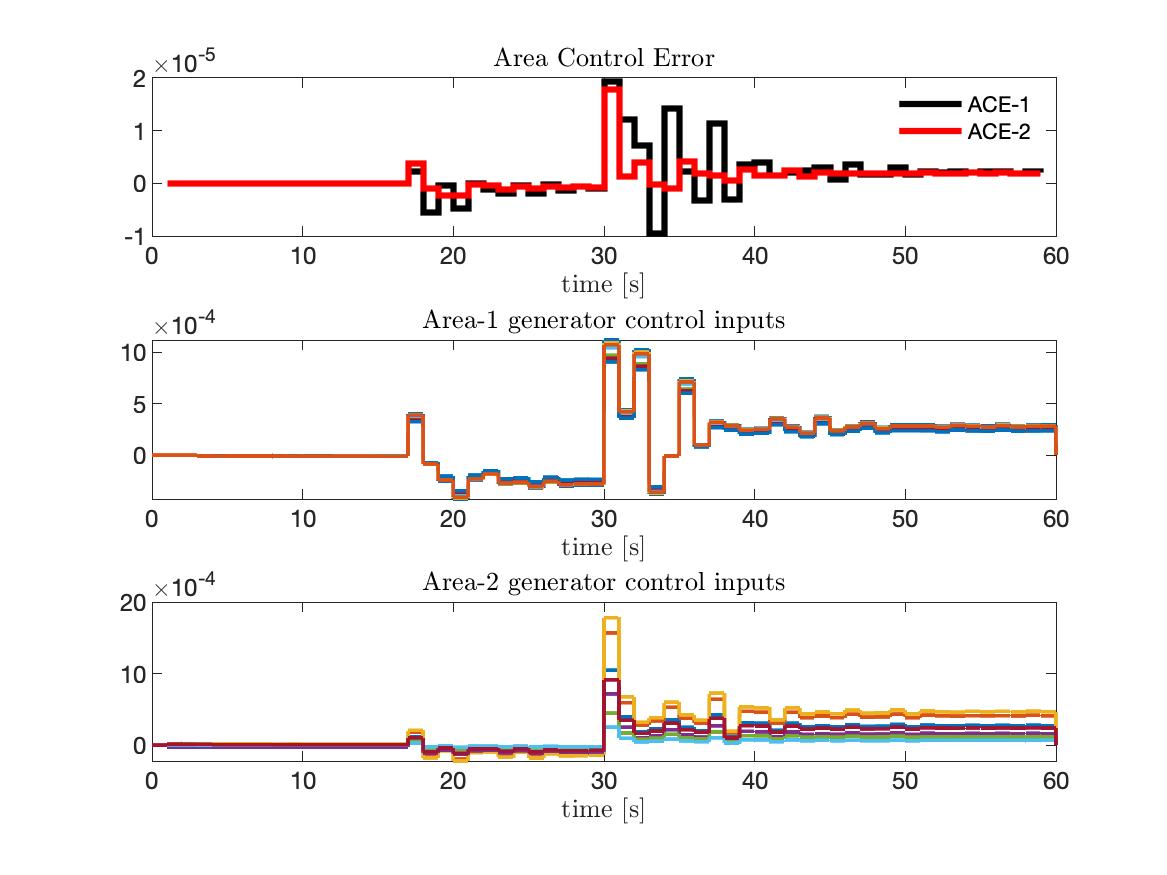 Area Control Error
×10-5
2
1
0
-1
ACE-1
ACE-2
0 10 20 30 40 50 60
time [s]
Area-1 generator control inputs
×10-4
10
5
0
0 10 20 30 40 50 60
time [s]
Area-2 generator control inputs
×10-4
20
10
0
0 10 20 30 40 50 60
time [s]